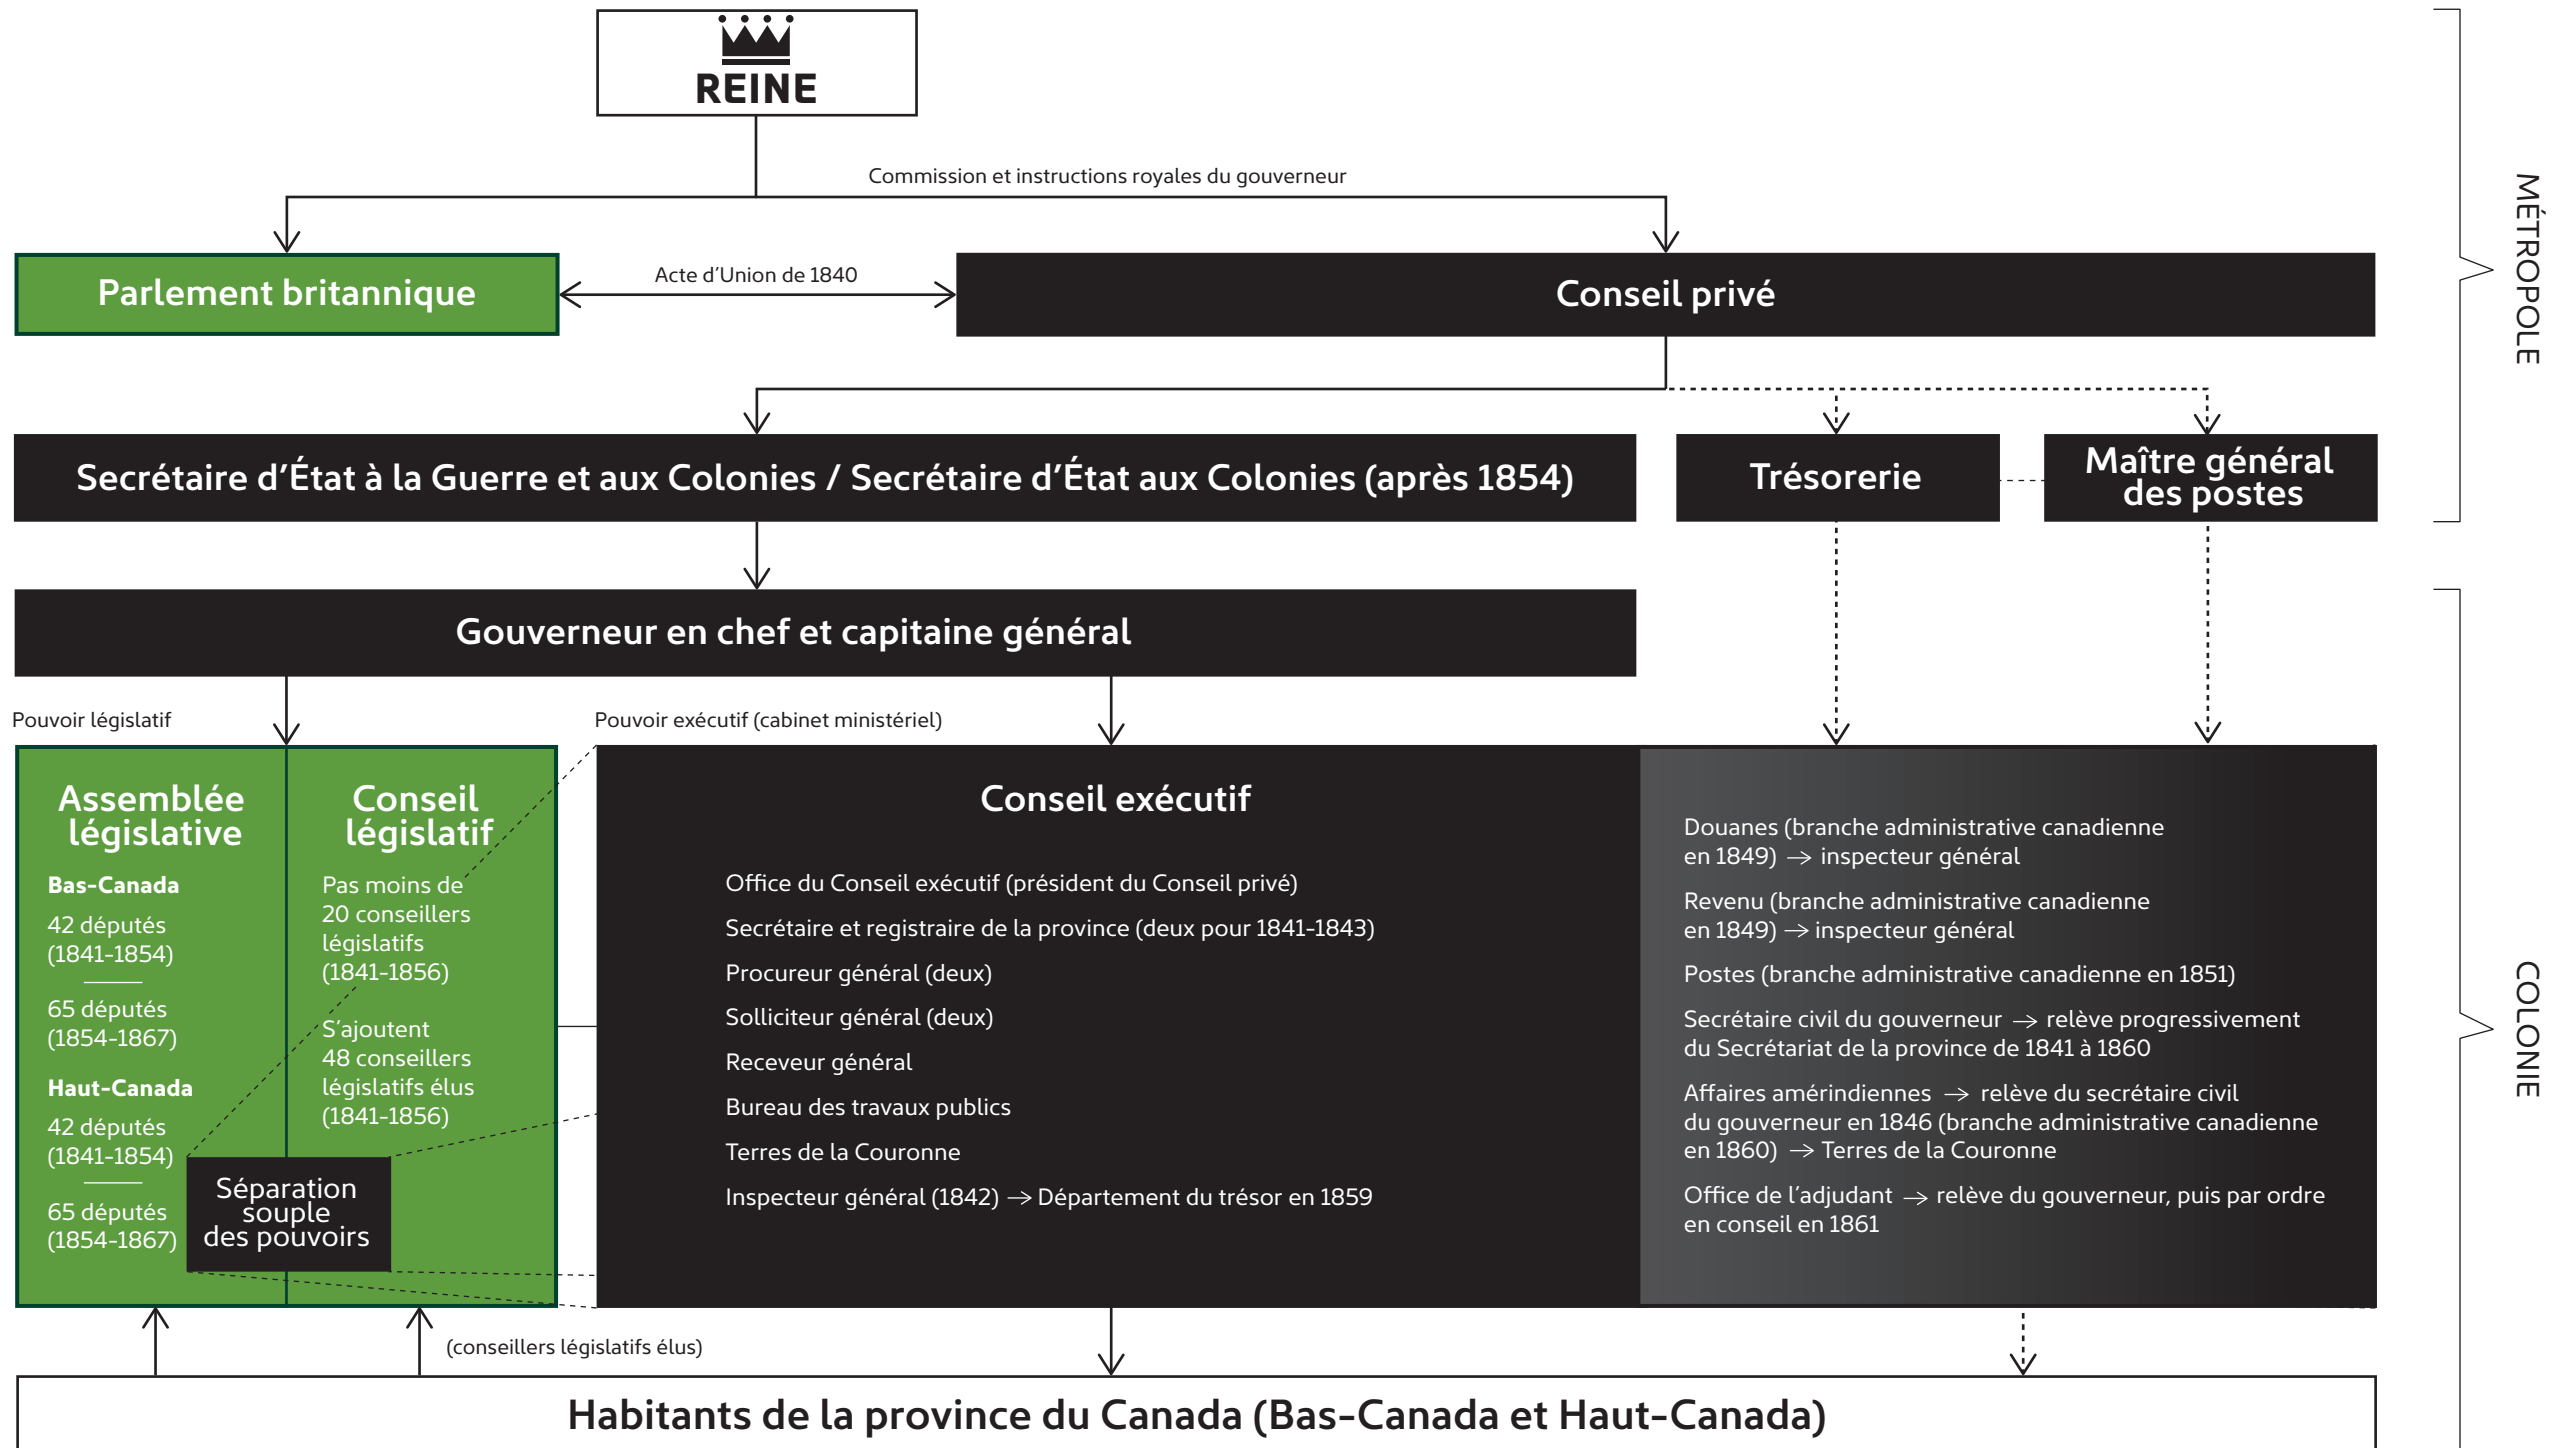 REINE
Commission et instructions royales du gouverneur
Parlement britannique
Acte d'Union de 1840
Conseil privé
MÉTROPOLE
Secrétaire d'État à la Guerre et aux Colonies / Secrétaire d'État aux Colonies (après 1854)
Trésorerie
Maître général
des postes
Gouverneur en chef et capitaine général
Pouvoir législatif
Pouvoir exécutif (cabinet ministériel)
Assemblée
législative
Bas-Canada
42 députés
(1841-1854)
65 députés
(1854-1867)
Haut-Canada
42 députés
(1841-1854)
65 députés
(1854-1867)
Conseil
législatif
Pas moins de
20 conseillers
législatifs
(1841-1856)
S'ajoutent
48 conseillers
législatifs élus
(1841-1856)
Séparation
souple
des pouvoirs
Conseil exécutif
Office du Conseil exécutif (président du Conseil privé)
Secrétaire et registraire de la province (deux pour 1841-1843)
Procureur général (deux)
Solliciteur général (deux)
Receveur général
Bureau des travaux publics
Terres de la Couronne
Inspecteur général (1842) → Département du trésor en 1859
Douanes (branche administrative canadienne
en 1849) → inspecteur général
Revenu (branche administrative canadienne
en 1849) → inspecteur général
Postes (branche administrative canadienne en 1851)
Secrétaire civil du gouverneur → relève progressivement
du Secrétariat de la province de 1841 à 1860
Affaires amérindiennes → relève du secrétaire civil
du gouverneur en 1846 (branche administrative canadienne
en 1860) → Terres de la Couronne
Office de l'adjudant → relève du gouverneur, puis par ordre
en conseil en 1861
COLONIE
(conseillers législatifs élus)
Habitants de la province du Canada (Bas-Canada et Haut-Canada)